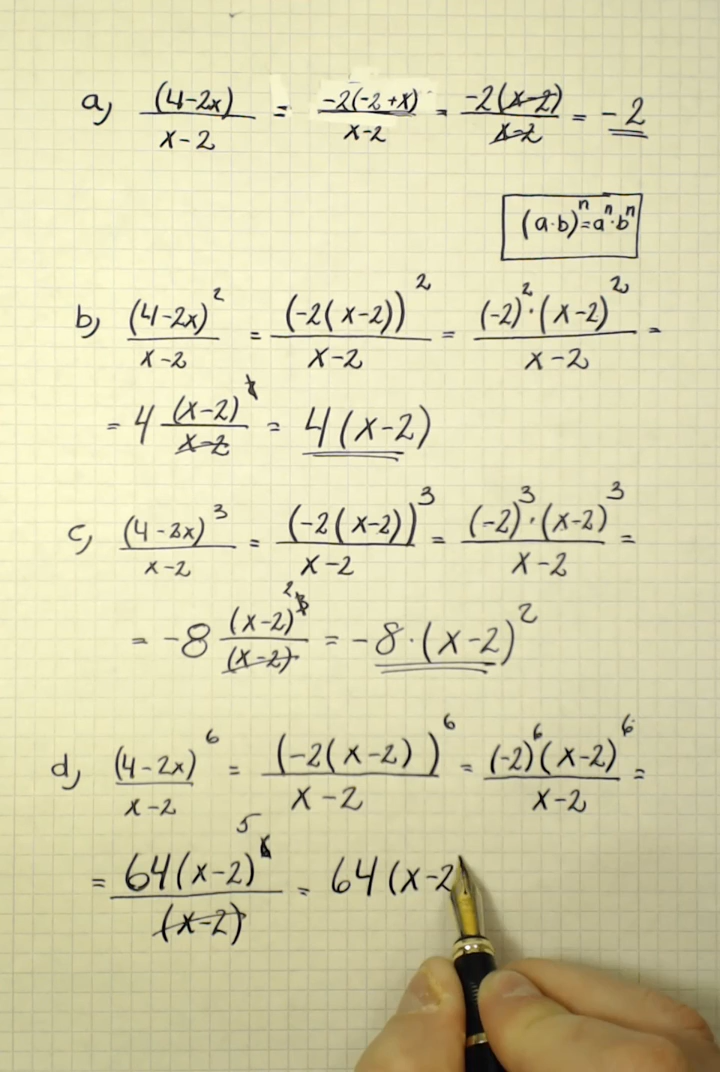 a) (4-2x)/(x-2) = -2(-2+x)/(x-2) = -2(x-2)/(x-2) = -2
(a·b)^n = a^n·b^n
b) (4-2x)^2/(x-2) = (-2(x-2))^2/(x-2) = (-2)^2·(x-2)^2/(x-2) =
= 4 (x-2)^2/(x-2) = 4(x-2)
c) (4-2x)^3/(x-2) = (-2(x-2))^3/(x-2) = (-2)^3·(x-2)^3/(x-2) =
= -8 (x-2)^3 2/(x-2) = -8·(x-2)^2
d) (4-2x)^6/(x-2) = (-2(x-2))^6/(x-2) = (-2)^6(x-2)^6/(x-2) =
= 64(x-2)^6 5/(x-2) = 64(x-2